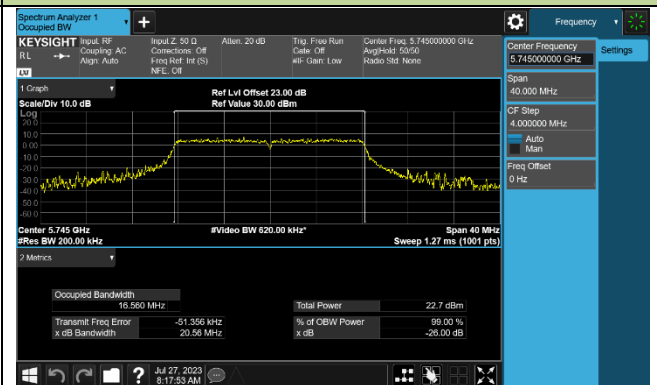 Spectrum Analyzer 1
Occupied BW
+
Frequency
KEYSIGHT
RL
LXI
Input: RF
Coupling: AC
Align: Auto
Input Z: 50 Ω
Corrections: Off
Freq Ref: Int (S)
NFE: Off
Atten: 20 dB
Trig: Free Run
Gate: Off
#IF Gain: Low
Center Freq: 5.745000000 GHz
Avg|Hold: 50/50
Radio Std: None
Center Frequency
5.745000000 GHz
Settings
Span
40.000 MHz
CF Step
4.000000 MHz
Auto
Man
Freq Offset
0 Hz
1 Graph
Scale/Div 10.0 dB
Ref Lvl Offset 23.00 dB
Ref Value 30.00 dBm
Log
20.0
10.0
0.00
-10.0
-20.0
-30.0
-40.0
-50.0
-60.0
Center 5.745 GHz
#Res BW 200.00 kHz
#Video BW 620.00 kHz*
Span 40 MHz
Sweep 1.27 ms (1001 pts)
2 Metrics
Occupied Bandwidth
16.560 MHz
Total Power 22.7 dBm
Transmit Freq Error -51.356 kHz
% of OBW Power 99.00 %
x dB Bandwidth 20.56 MHz
x dB -26.00 dB
?
Jul 27, 2023
8:17:53 AM